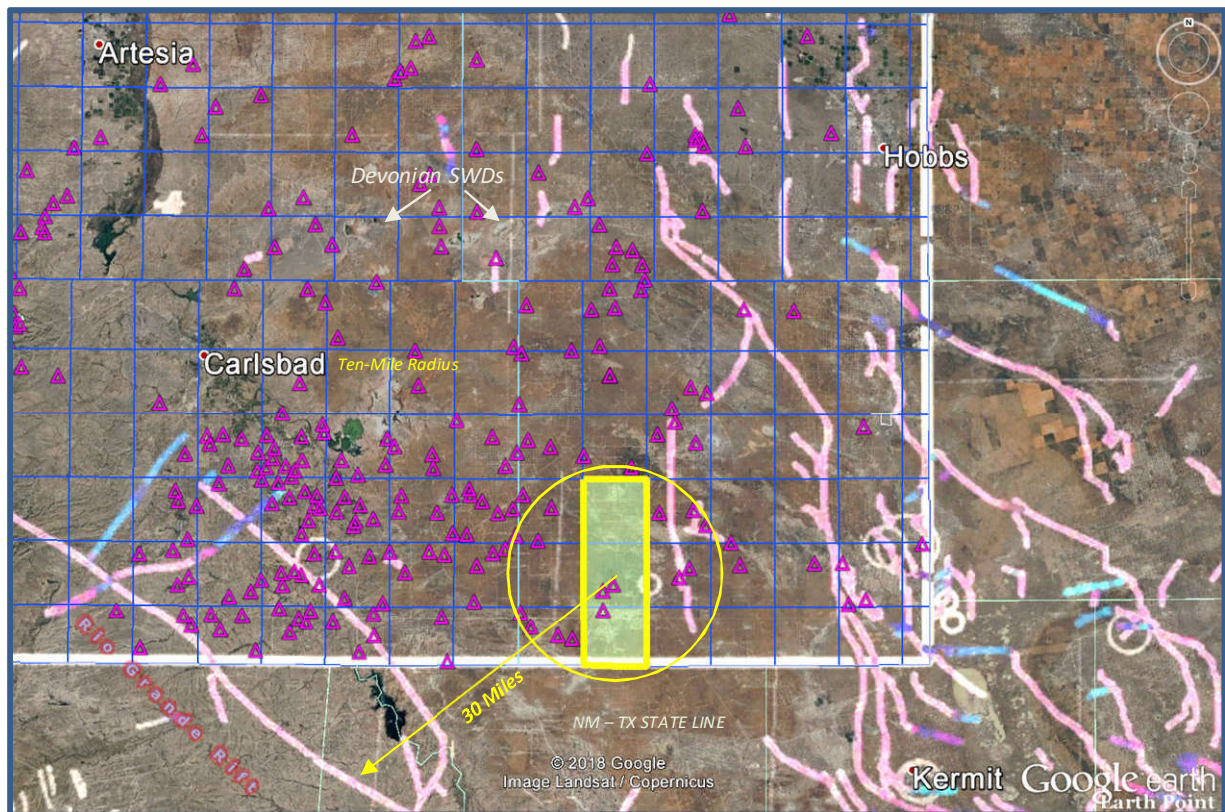 Artesia
N
Hobbs
Devonian SWDs
Carlsbad
Ten-Mile Radius
Rio Grande Rift
30 Miles
NM – TX STATE LINE
© 2018 Google
Image Landsat / Copernicus
Kermit
Google earth
Earth Point